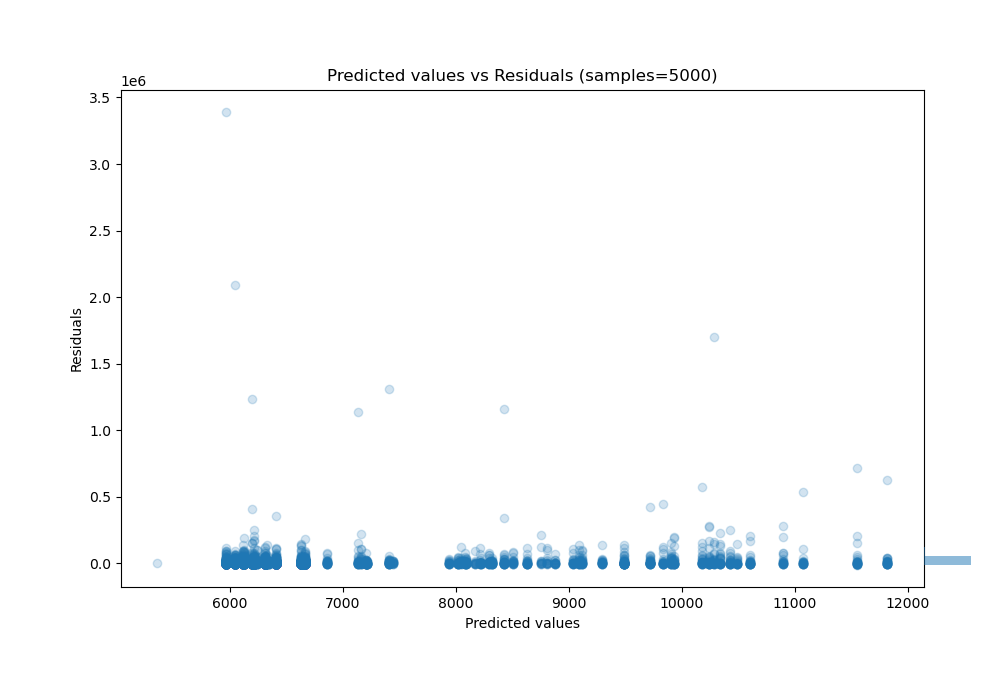 Predicted values vs Residuals (samples=5000)
1e6
3.5
3.0
2.5
2.0
1.5
1.0
0.5
0.0
Residuals
6000 7000 8000 9000 10000 11000 12000
Predicted values